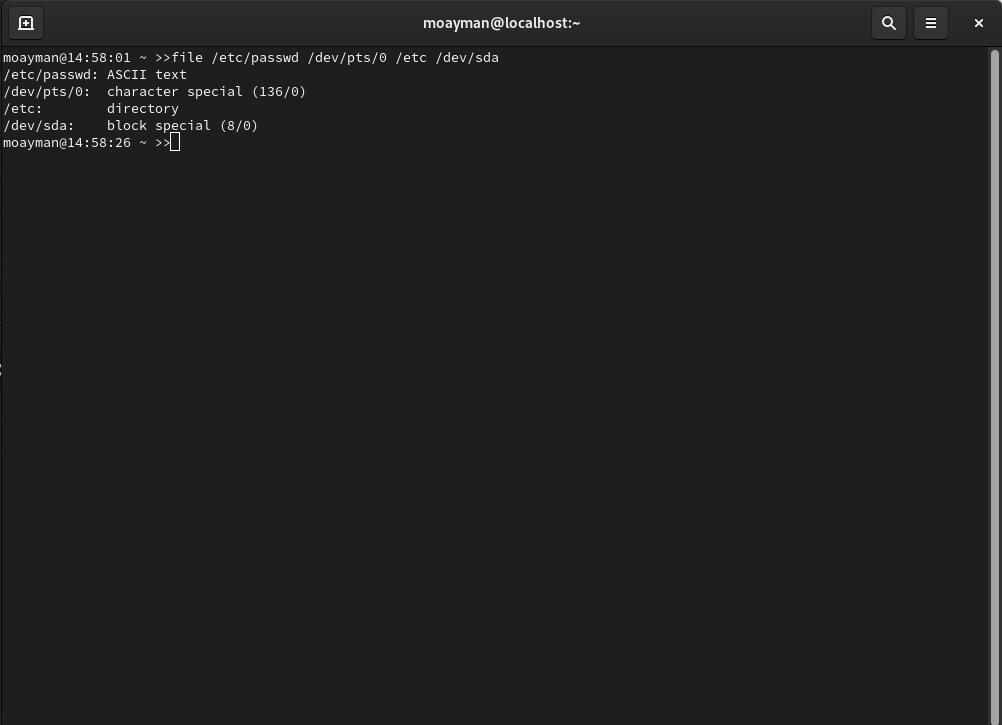 moayman@localhost:~
moayman@14:58:01 ~ >>file /etc/passwd /dev/pts/0 /etc /dev/sda
/etc/passwd: ASCII text
/dev/pts/0:  character special (136/0)
/etc:        directory
/dev/sda:    block special (8/0)
moayman@14:58:26 ~ >>